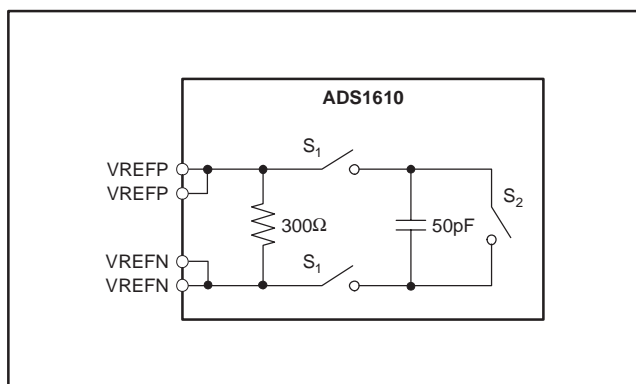 ADS1610
S1
VREFP
VREFP
S2
300Ω
50pF
VREFN
S1
VREFN